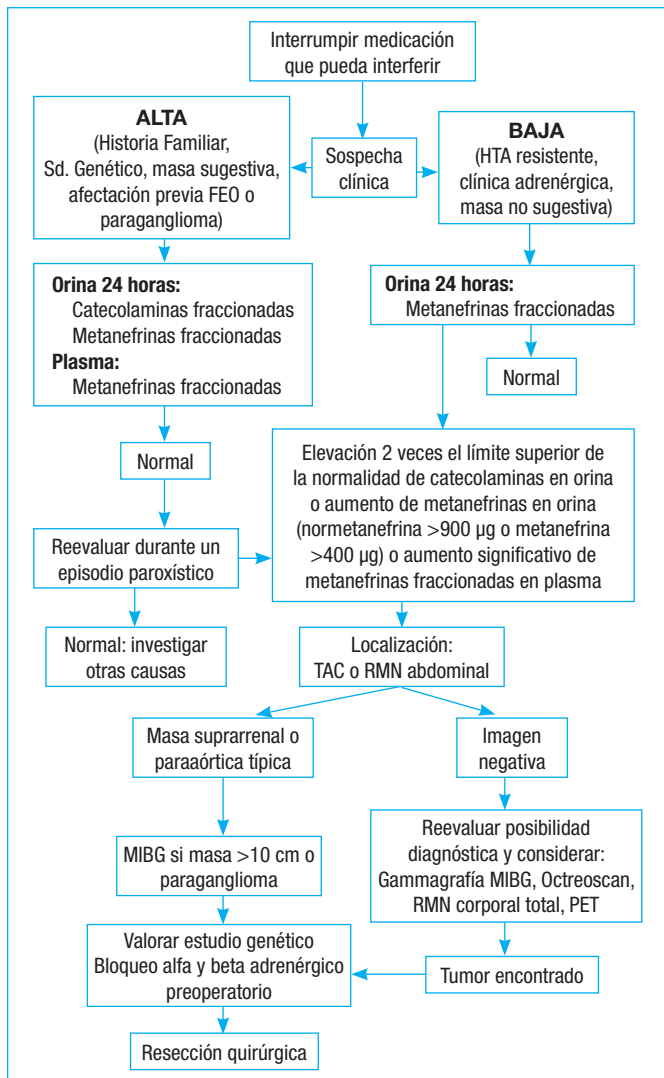 Interrumpir medicación
que pueda interferir
ALTA
(Historia Familiar,
Sd. Genético, masa sugestiva,
afectación previa FEO o
paraganglioma)
Sospecha
clínica
BAJA
(HTA resistente,
clínica adrenérgica,
masa no sugestiva)
Orina 24 horas:
Catecolaminas fraccionadas
Metanefrinas fraccionadas
Plasma:
Metanefrinas fraccionadas
Orina 24 horas:
Metanefrinas fraccionadas
Normal
Normal
Elevación 2 veces el límite superior de
la normalidad de catecolaminas en orina
o aumento de metanefrinas en orina
(normetanefrina >900 µg o metanefrina
>400 µg) o aumento significativo de
metanefrinas fraccionadas en plasma
Reevaluar durante un
episodio paroxístico
Normal: investigar
otras causas
Localización:
TAC o RMN abdominal
Masa suprarrenal o
paraaórtica típica
Imagen
negativa
MIBG si masa >10 cm o
paraganglioma
Reevaluar posibilidad
diagnóstica y considerar:
Gammagrafía MIBG, Octreoscan,
RMN corporal total, PET
Valorar estudio genético
Bloqueo alfa y beta adrenérgico
preoperatorio
Tumor encontrado
Resección quirúrgica